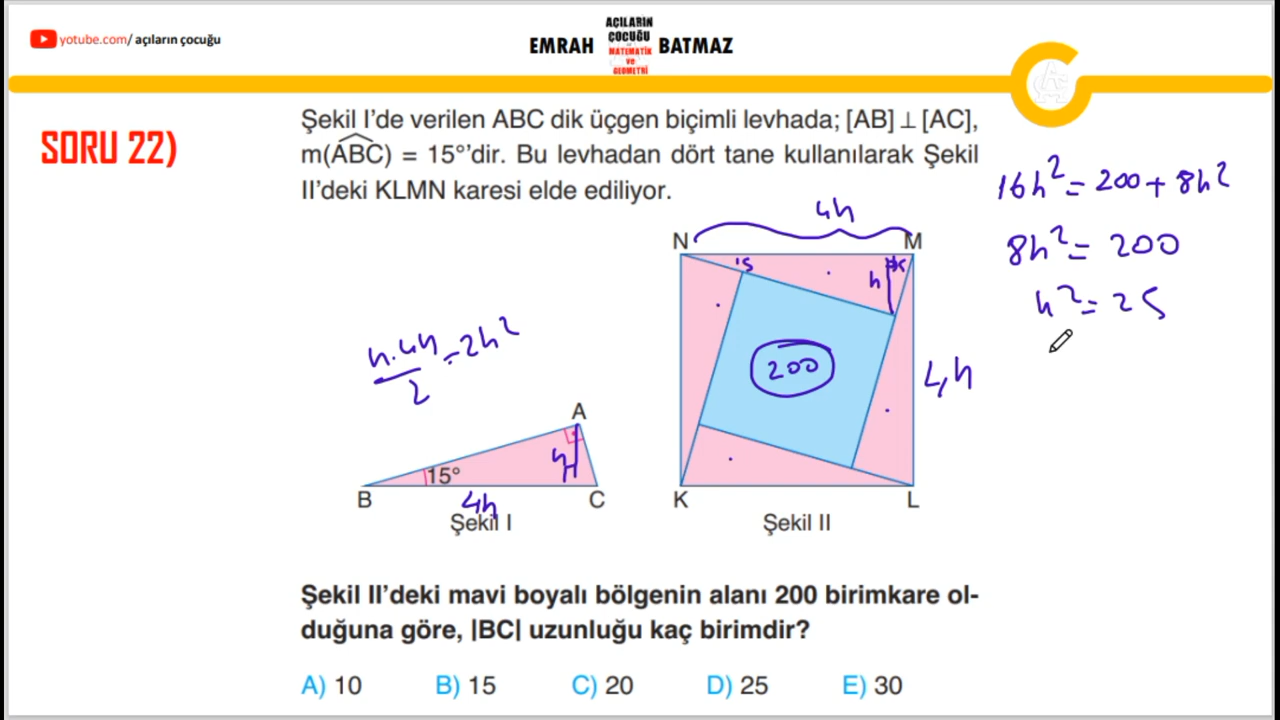 yotube.com/ açıların çocuğu
EMRAH
AÇILARIN
ÇOCUĞU
MATEMATİK
ve
GEOMETRİ
BATMAZ
SORU 22)
Şekil I’de verilen ABC dik üçgen biçimli levhada; [AB] ⊥ [AC],
m(ABC) = 15°’dir. Bu levhadan dört tane kullanılarak Şekil
II’deki KLMN karesi elde ediliyor.
16h² = 200 + 8h²
8h² = 200
h² = 25
h.4h/2 = 2h²
A
15°
h
B
4h
C
Şekil I
4h
N
M
15
h
200
4h
K
L
Şekil II
Şekil II’deki mavi boyalı bölgenin alanı 200 birimkare ol-
duğuna göre, |BC| uzunluğu kaç birimdir?
A) 10 B) 15 C) 20 D) 25 E) 30